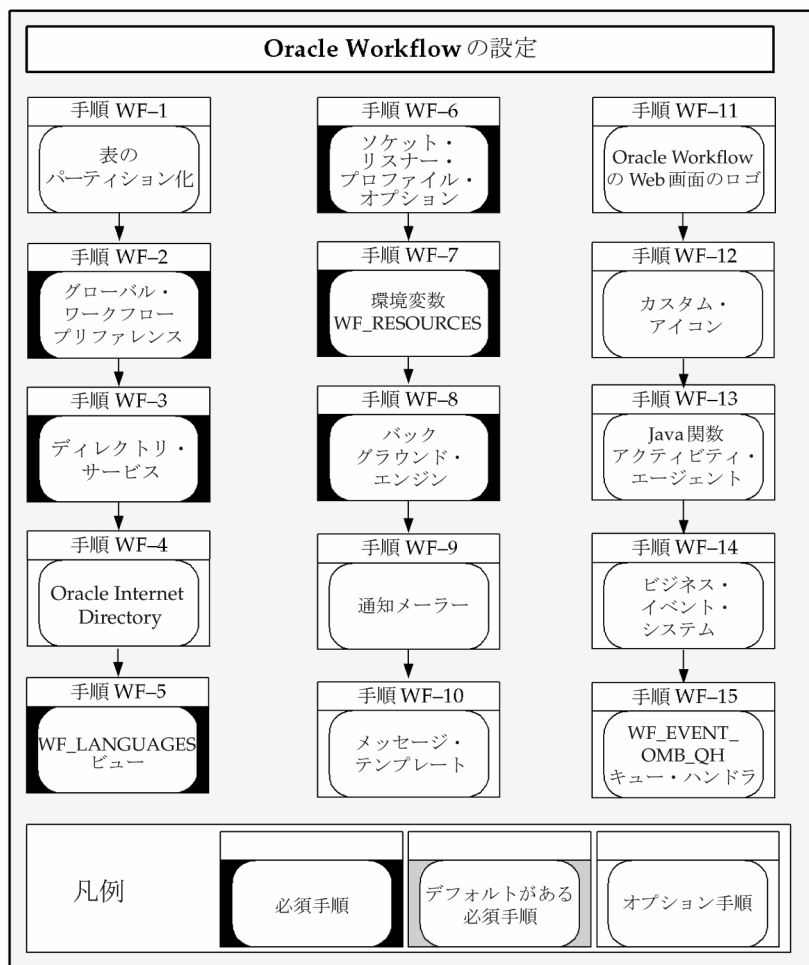 Oracle Workflow の設定
手順 WF–1
表の
パーティション化
手順 WF–2
グローバル・
ワークフロー
プリファレンス
手順 WF–3
ディレクトリ・
サービス
手順 WF–4
Oracle Internet
Directory
手順 WF–5
WF_LANGUAGES
ビュー
手順 WF–6
ソケット・
リスナー・
プロファイル・
オプション
手順 WF–7
環境変数
WF_RESOURCES
手順 WF–8
バック
グラウンド・
エンジン
手順 WF–9
通知メーラー
手順 WF–10
メッセージ・
テンプレート
手順 WF–11
Oracle Workflow
の Web 画面のロゴ
手順 WF–12
カスタム・
アイコン
手順 WF–13
Java 関数
アクティビティ・
エージェント
手順 WF–14
ビジネス・
イベント・
システム
手順 WF–15
WF_EVENT_
OMB_QH
キュー・ハンドラ
凡例
必須手順
デフォルトがある
必須手順
オプション手順